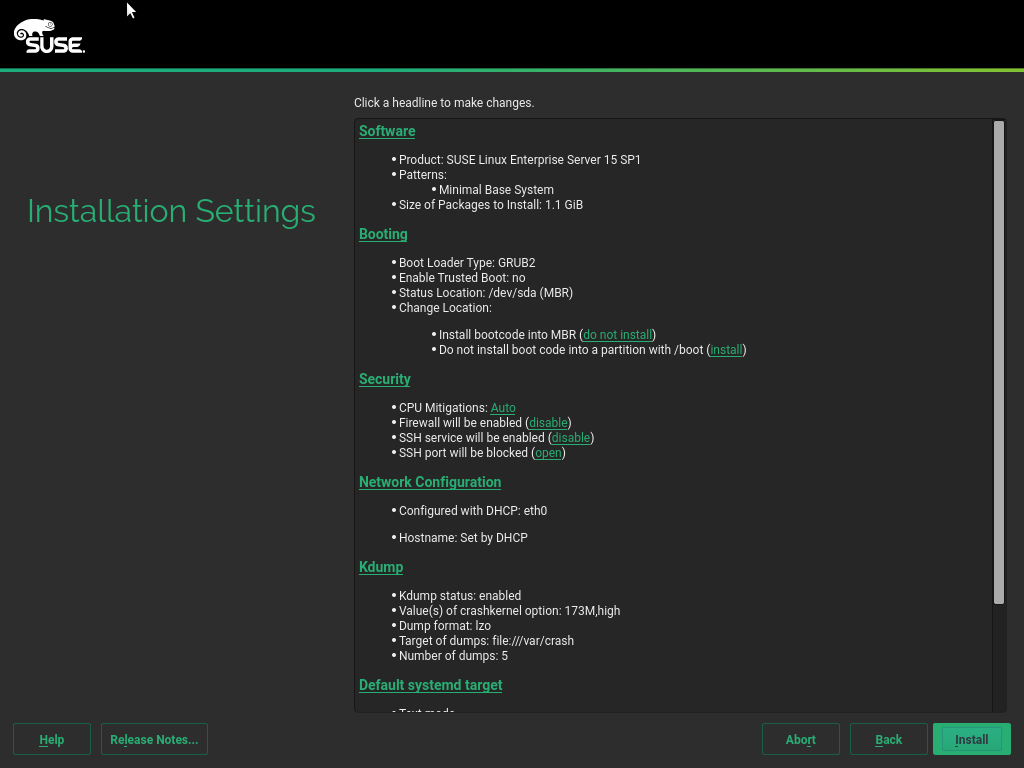 SUSE.
Click a headline to make changes.
Installation Settings
Software
• Product: SUSE Linux Enterprise Server 15 SP1
• Patterns:
• Minimal Base System
• Size of Packages to Install: 1.1 GiB
Booting
• Boot Loader Type: GRUB2
• Enable Trusted Boot: no
• Status Location: /dev/sda (MBR)
• Change Location:
• Install bootcode into MBR (do not install)
• Do not install boot code into a partition with /boot (install)
Security
• CPU Mitigations: Auto
• Firewall will be enabled (disable)
• SSH service will be enabled (disable)
• SSH port will be blocked (open)
Network Configuration
• Configured with DHCP: eth0
• Hostname: Set by DHCP
Kdump
• Kdump status: enabled
• Value(s) of crashkernel option: 173M,high
• Dump format: lzo
• Target of dumps: file:///var/crash
• Number of dumps: 5
Default systemd target
• Text mode
Help Release Notes... Abort Back Install